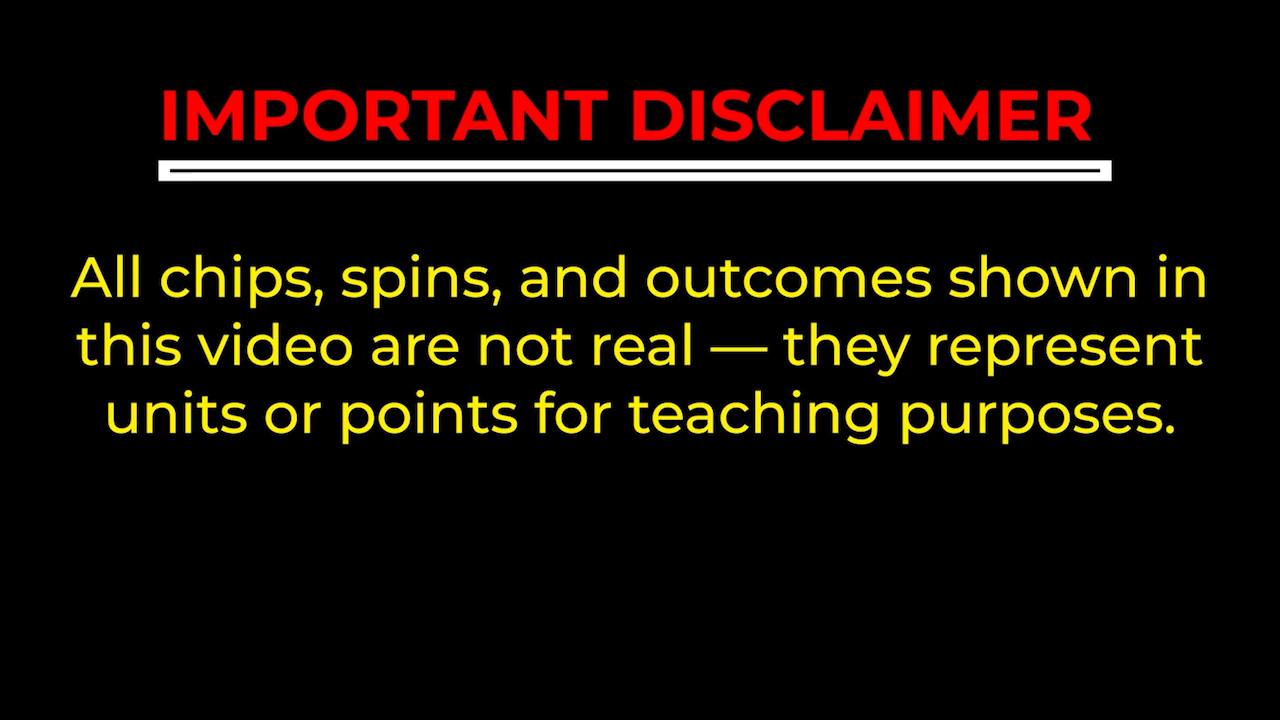 IMPORTANT DISCLAIMER
All chips, spins, and outcomes shown in
this video are not real — they represent
units or points for teaching purposes.